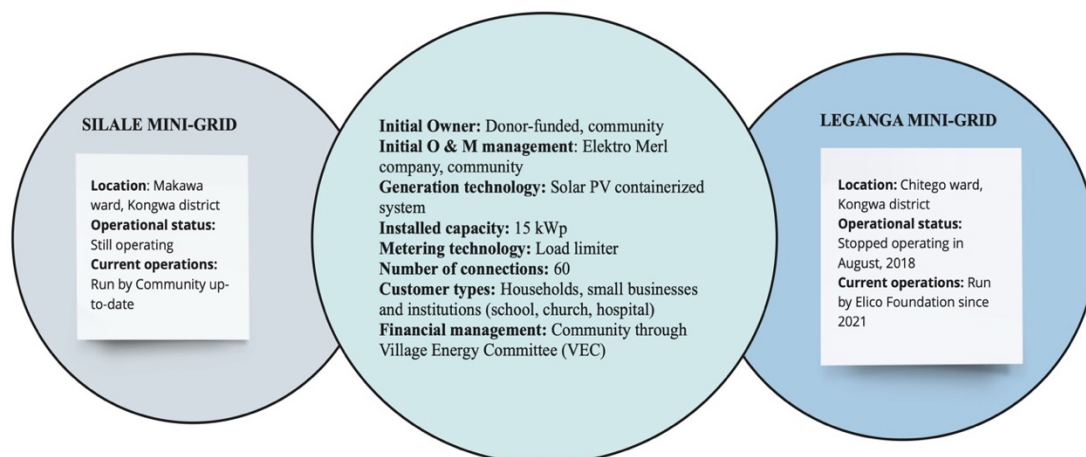 SILALE MINI-GRID
Location: Makawa
ward, Kongwa district
Operational status:
Still operating
Current operations:
Run by Community up-
to-date
Initial Owner: Donor-funded, community
Initial O & M management: Elektro Merl
company, community
Generation technology: Solar PV containerized
system
Installed capacity: 15 kWp
Metering technology: Load limiter
Number of connections: 60
Customer types: Households, small businesses
and institutions (school, church, hospital)
Financial management: Community through
Village Energy Committee (VEC)
LEGANGA MINI-GRID
Location: Chitego ward,
Kongwa district
Operational status:
Stopped operating in
August, 2018
Current operations: Run
by Elico Foundation since
2021